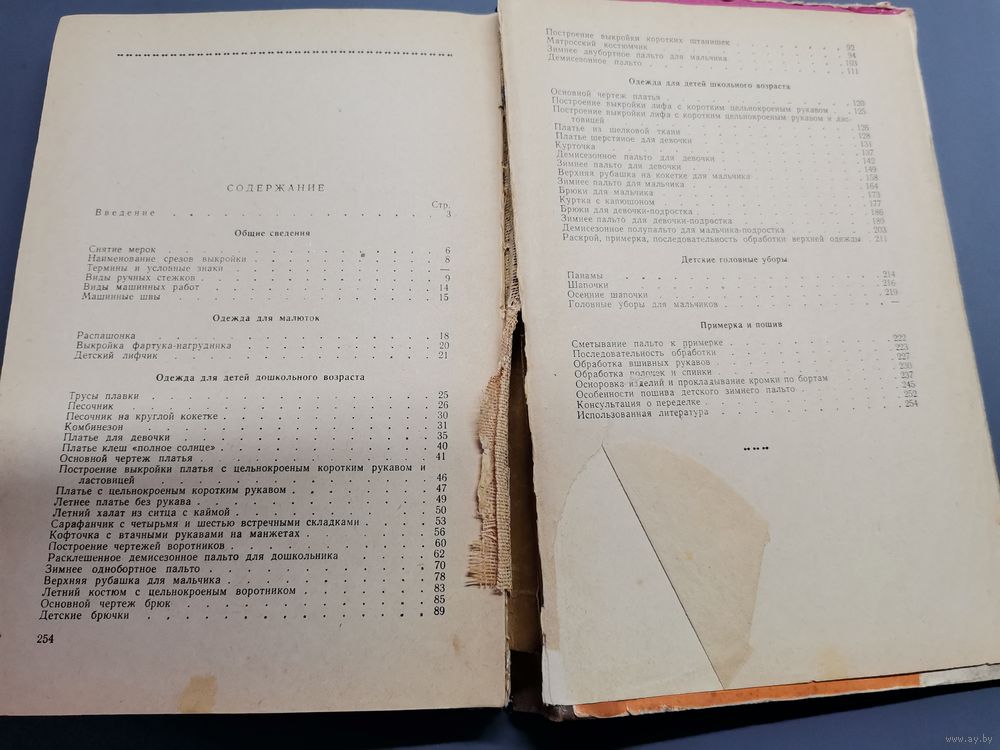 СОДЕРЖАНИЕ
Стр.
Введение . . . . . . . . . . . . 3
Общие сведения
Снятие мерок . . . . . . . . . . . . 6
Наименование срезов выкройки . . . . . . . . 8
Термины и условные знаки . . . . . . . . . —
Виды ручных стежков . . . . . . . . . . 9
Виды машинных работ . . . . . . . . . . 14
Машинные швы . . . . . . . . . . . 15
Одежда для малюток
Распашонка . . . . . . . . . . . . 18
Выкройка фартука-нагрудника . . . . . . . . 20
Детский лифчик . . . . . . . . . . . 21
Одежда для детей дошкольного возраста
Трусы плавки . . . . . . . . . . . . 25
Песочник . . . . . . . . . . . . . 26
Песочник на круглой кокетке . . . . . . . . 30
Комбинезон . . . . . . . . . . . . 31
Платье для девочки . . . . . . . . . . 35
Платье клеш «полное солнце» . . . . . . . . 40
Основной чертеж платья . . . . . . . . . 41
Построение выкройки платья с цельнокроеным коротким рукавом и
ластовицей . . . . . . . . . . . . 46
Платье с цельнокроеным коротким рукавом . . . . . . 47
Летнее платье без рукава . . . . . . . . . 49
Летний халат из ситца с каймой . . . . . . . . 50
Сарафанчик с четырьмя и шестью встречными складками . . . . 53
Кофточка с втачными рукавами на манжетах . . . . . . 56
Построение чертежей воротников . . . . . . . . 60
Расклешенное демисезонное пальто для дошкольника . . . . 62
Зимнее однобортное пальто . . . . . . . . . 70
Верхняя рубашка для мальчика . . . . . . . . 78
Летний костюм с цельнокроеным воротником . . . . . . 83
Основной чертеж брюк . . . . . . . . . . 85
Детские брючки . . . . . . . . . . . 89
254
Построение выкройки коротких штанишек . . . . . . 92
Матросский костюмчик . . . . . . . . . . 94
Зимнее двубортное пальто для мальчика . . . . . . 103
Демисезонное пальто . . . . . . . . . . 111
Одежда для детей школьного возраста
Основной чертеж платья . . . . . . . . . 120
Построение выкройки лифа с коротким цельнокроеным рукавом . . 125
Построение выкройки лифа с коротким цельнокроеным рукавом и лас-
товицей . . . . . . . . . . . . 126
Платье из шелковой ткани . . . . . . . . . 128
Платье шерстяное для девочки . . . . . . . . 131
Курточка . . . . . . . . . . . . . 137
Демисезонное пальто для девочки . . . . . . . 142
Зимнее пальто для девочки . . . . . . . . . 149
Верхняя рубашка на кокетке для мальчика . . . . . . 158
Зимнее пальто для мальчика . . . . . . . . 164
Брюки для мальчика . . . . . . . . . . 173
Куртка с капюшоном . . . . . . . . . . 177
Брюки для девочки-подростка . . . . . . . . 186
Зимнее пальто для девочки-подростка . . . . . . . 189
Демисезонное полупальто для мальчика-подростка . . . . 203
Раскрой, примерка, последовательность обработки верхней одежды . 211
Детские головные уборы
Панамы . . . . . . . . . . . . . 214
Шапочки . . . . . . . . . . . . . 216
Осенние шапочки . . . . . . . . . . . 219
Головные уборы для мальчиков . . . . . . . . —
Примерка и пошив
Сметывание пальто к примерке . . . . . . . . 222
Последовательность обработки . . . . . . . . 223
Обработка вшивных рукавов . . . . . . . . . 227
Обработка полочек и спинки . . . . . . . . 230
Осноровка изделий и прокладывание кромки по бортам . . . 237
Особенности пошива детского зимнего пальто . . . . . 245
Консультация о переделке . . . . . . . . . 252
Использованная литература . . . . . . . . . 254
www.ay.by